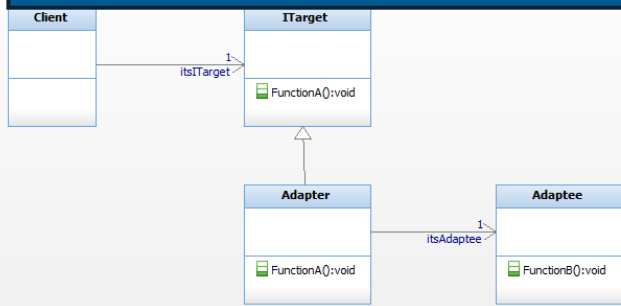 Client
ITarget
1
itsITarget
FunctionA():void
Adapter
Adaptee
1
itsAdaptee
FunctionA():void
FunctionB():void